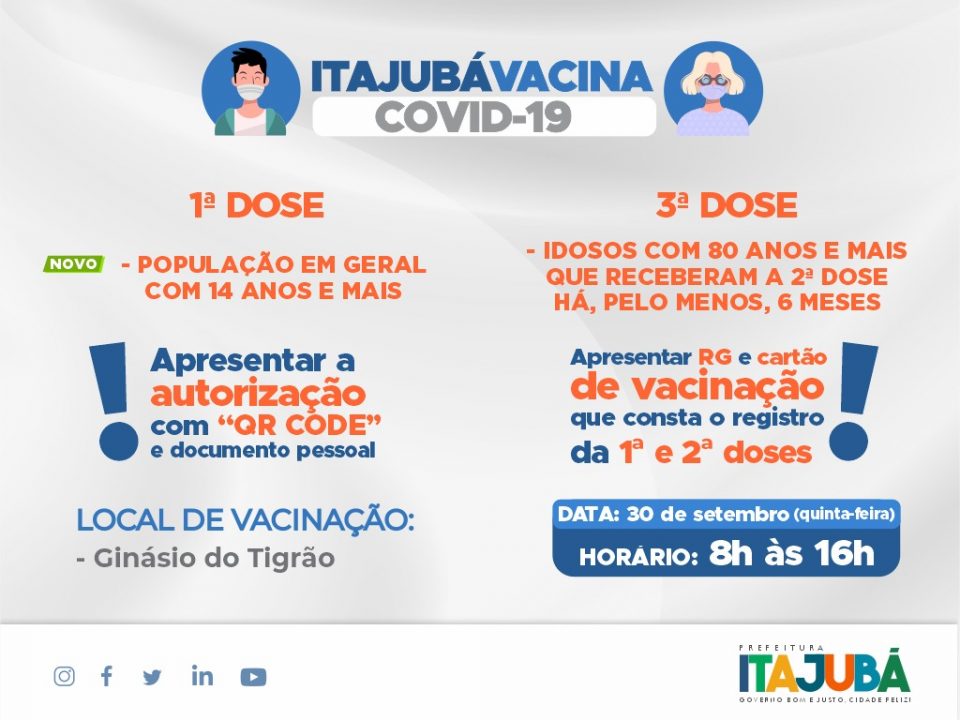 ITAJUBÁVACINA
COVID-19
1ª DOSE
NOVO
- POPULAÇÃO EM GERAL
COM 14 ANOS E MAIS
! Apresentar a
autorização
com “QR CODE”
e documento pessoal
3ª DOSE
- IDOSOS COM 80 ANOS E MAIS
QUE RECEBERAM A 2ª DOSE
HÁ, PELO MENOS, 6 MESES
Apresentar RG e cartão
de vacinação
que consta o registro
da 1ª e 2ª doses !
LOCAL DE VACINAÇÃO:
- Ginásio do Tigrão
DATA: 30 de setembro (quinta-feira)
HORÁRIO: 8h às 16h
PREFEITURA
ITAJUBÁ
GOVERNO BOM E JUSTO, CIDADE FELIZ!